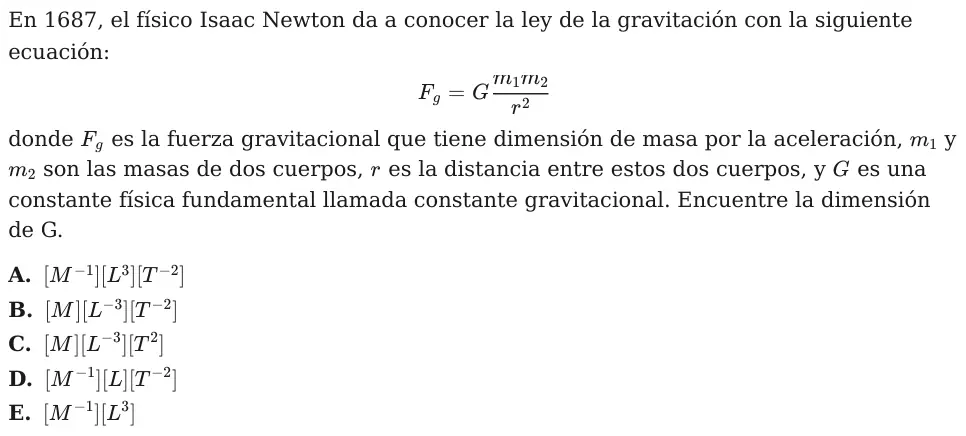 En 1687, el físico Isaac Newton da a conocer la ley de la gravitación con la siguiente
ecuación:
$F_g = G\frac{m_1 m_2}{r^2}$
donde $F_g$ es la fuerza gravitacional que tiene dimensión de masa por la aceleración, $m_1$ y
$m_2$ son las masas de dos cuerpos, $r$ es la distancia entre estos dos cuerpos, y $G$ es una
constante física fundamental llamada constante gravitacional. Encuentre la dimensión
de G.
A. $[M^{-1}][L^3][T^{-2}]$
B. $[M][L^{-3}][T^{-2}]$
C. $[M][L^{-3}][T^2]$
D. $[M^{-1}][L][T^{-2}]$
E. $[M^{-1}][L^3]$